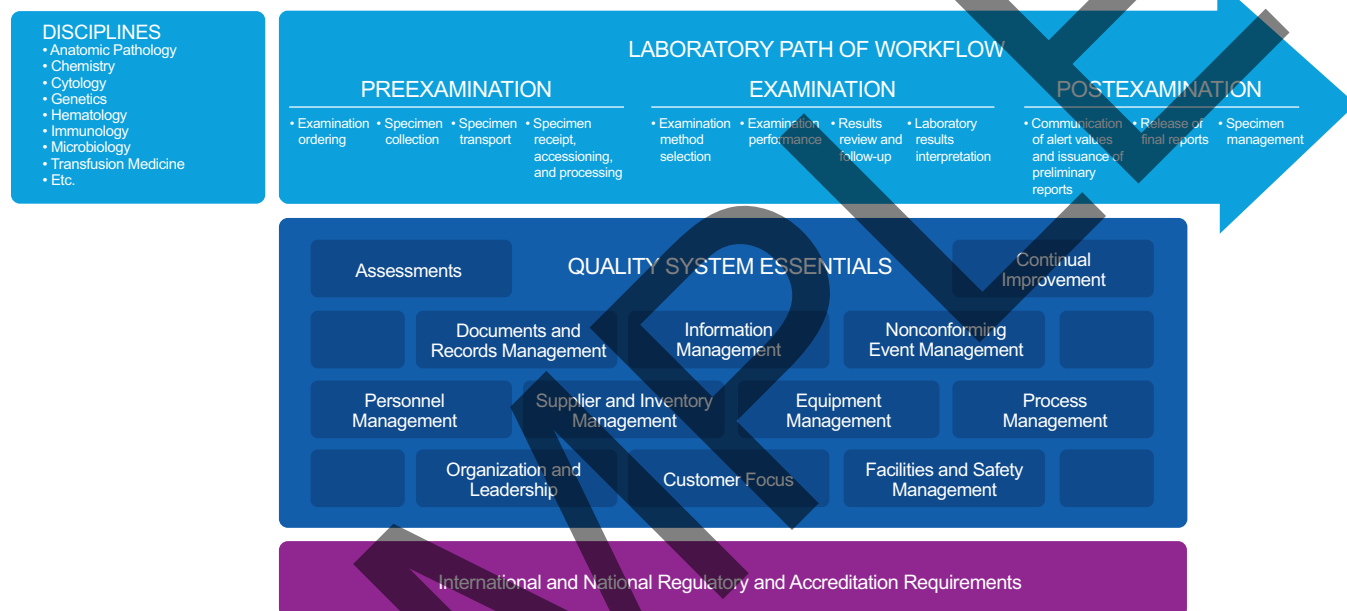 DISCIPLINES
• Anatomic Pathology
• Chemistry
• Cytology
• Genetics
• Hematology
• Immunology
• Microbiology
• Transfusion Medicine
• Etc.
LABORATORY PATH OF WORKFLOW
PREEXAMINATION
• Examination
ordering
• Specimen
collection
• Specimen
transport
• Specimen
receipt,
accessioning,
and processing
EXAMINATION
• Examination
method
selection
• Examination
performance
• Results
review and
follow-up
• Laboratory
results
interpretation
POSTEXAMINATION
• Communication
of alert values
and issuance of
preliminary
reports
• Release of
final reports
• Specimen
management
QUALITY SYSTEM ESSENTIALS
Assessments
Continual
Improvement
Documents and
Records Management
Information
Management
Nonconforming
Event Management
Personnel
Management
Supplier and Inventory
Management
Equipment
Management
Process
Management
Organization and
Leadership
Customer Focus
Facilities and Safety
Management
International and National Regulatory and Accreditation Requirements
MPLE